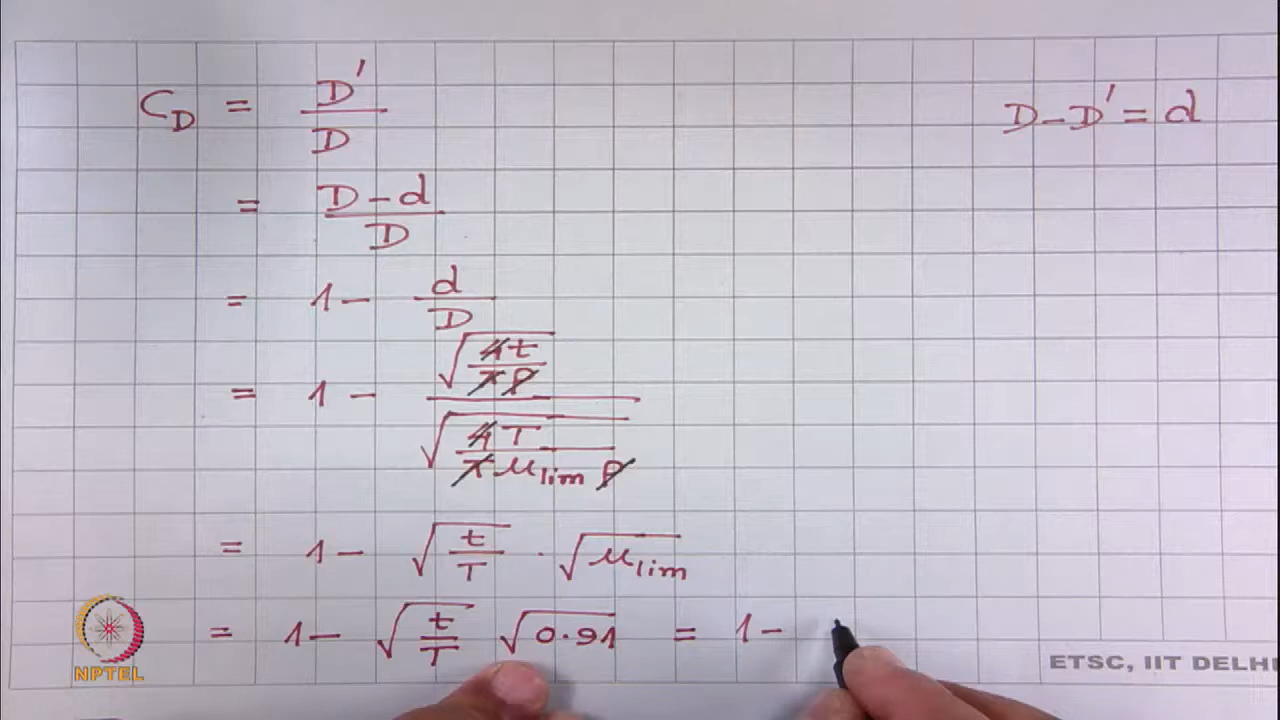 C_D = D'/D
D - D' = d
= (D - d)/D
= 1 - d/D
= 1 - √(4t/πρ) / √(4T/πμ_lim ρ)
= 1 - √(t/T) · √μ_lim
= 1 - √(t/T) √0.91 = 1 -
NPTEL
ETSC, IIT DELHI